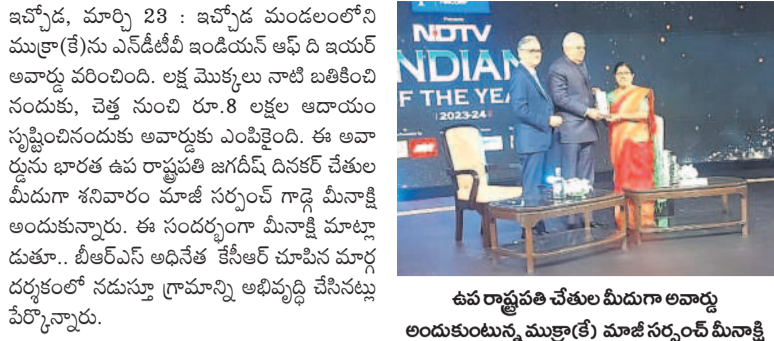 ఇచ్చోడ, మార్చి 23 : ఇచ్చోడ మండలంలోని
ముక్రా(కే)ను ఎన్‌డీటీవీ ఇండియన్ ఆఫ్ ది ఇయర్
అవార్డు వరించింది. లక్ష మొక్కలు నాటి బతికించి
నందుకు, చెత్త నుంచి రూ.8 లక్షల ఆదాయం
సృష్టించినందుకు అవార్డుకు ఎంపికైంది. ఈ అవా
ర్డును భారత ఉప రాష్ట్రపతి జగదీష్ దినకర్ చేతుల
మీదుగా శనివారం మాజీ సర్పంచ్ గాడ్గె మీనాక్షి
అందుకున్నారు. ఈ సందర్భంగా మీనాక్షి మాట్లా
డుతూ.. బీఆర్ఎస్ అధినేత కేసీఆర్ చూపిన మార్గ
దర్శకంలో నడుస్తూ గ్రామాన్ని అభివృద్ధి చేసినట్లు
పేర్కొన్నారు.
Presents
NDTV
INDIAN
OF THE YEA
2023-24
ఉప రాష్ట్రపతి చేతుల మీదుగా అవార్డు
అందుకుంటున్న ముక్రా(కే) మాజీ సర్పంచ్ మీనాక్షి